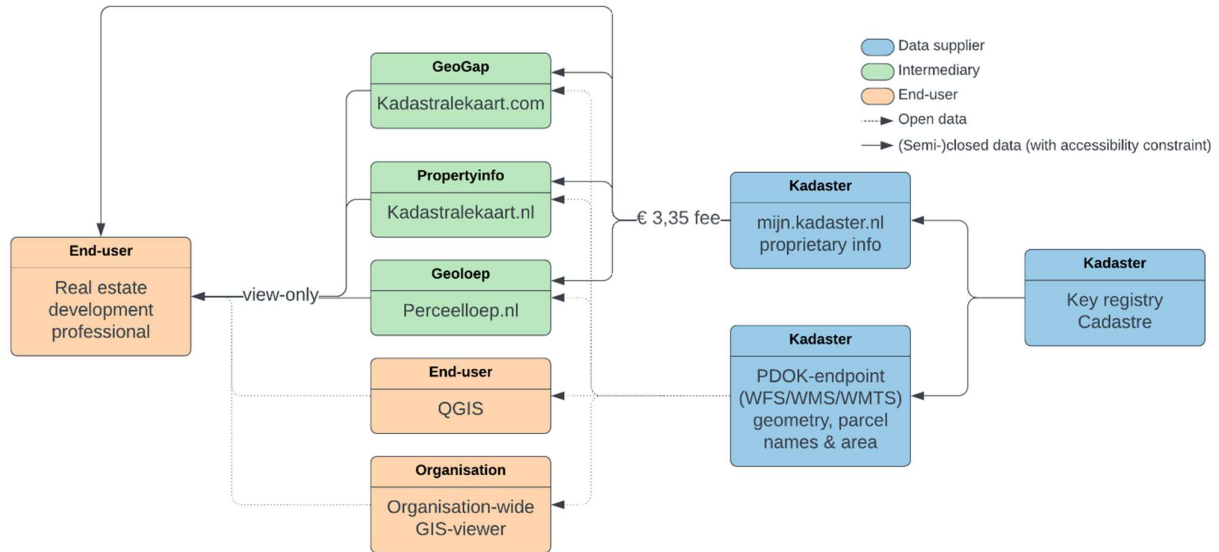 Data supplier
Intermediary
End-user
Open data
(Semi-)closed data (with accessibility constraint)
GeoGap
Kadastralekaart.com
Propertyinfo
Kadastralekaart.nl
Geoloep
Perceelloep.nl
End-user
QGIS
Organisation
Organisation-wide
GIS-viewer
End-user
Real estate
development
professional
view-only
€ 3,35 fee
Kadaster
mijn.kadaster.nl
proprietary info
Kadaster
PDOK-endpoint
(WFS/WMS/WMTS)
geometry, parcel
names & area
Kadaster
Key registry
Cadastre